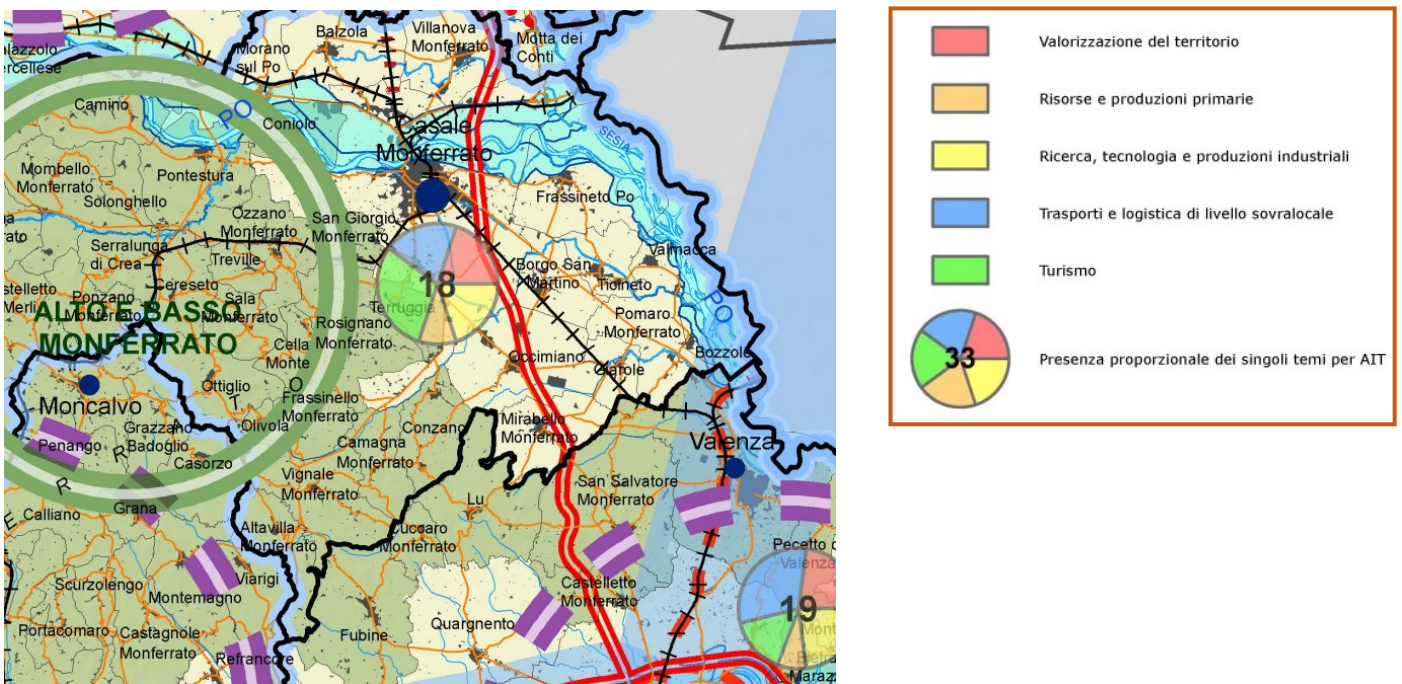 Balzola
Villanova
Monferrato
Motta dei
Conti
Morano
sul Po
Camino
PO
Coniolo
Casale
Monferrato
SESIA
Mombello
Monferrato
Pontestura
Solonghello
Frassineto Po
Ozzano
Monferrato
San Giorgio
Monferrato
Serralunga
di Crea
Treville
Valmacca
Borgo San
Martino
Ticineto
18
Ponzano
Monferrato
Sala
Monferrato
Terruggia
PO
ALTO E BASSO
MONFERRATO
Rosignano
Monferrato
Pomaro
Monferrato
Cella
Monte
Occimiano
Giarole
Bozzole
Moncalvo
Ottiglio
Frassinello
Monferrato
Olivola
Penango
Grazzano
Badoglio
Casorzo
Camagna
Monferrato
Conzano
Mirabello
Monferrato
Valenza
Vignale
Monferrato
Lu
San Salvatore
Monferrato
Calliano
Grana
Altavilla
Monferrato
Cuccaro
Monferrato
Scurzolengo
Viarigi
Montemagno
Castelletto
Monferrato
19
Portacomaro
Castagnole
Monferrato
Refrancore
Fubine
Quargnento
Valorizzazione del territorio
Risorse e produzioni primarie
Ricerca, tecnologia e produzioni industriali
Trasporti e logistica di livello sovralocale
Turismo
33
Presenza proporzionale dei singoli temi per AIT